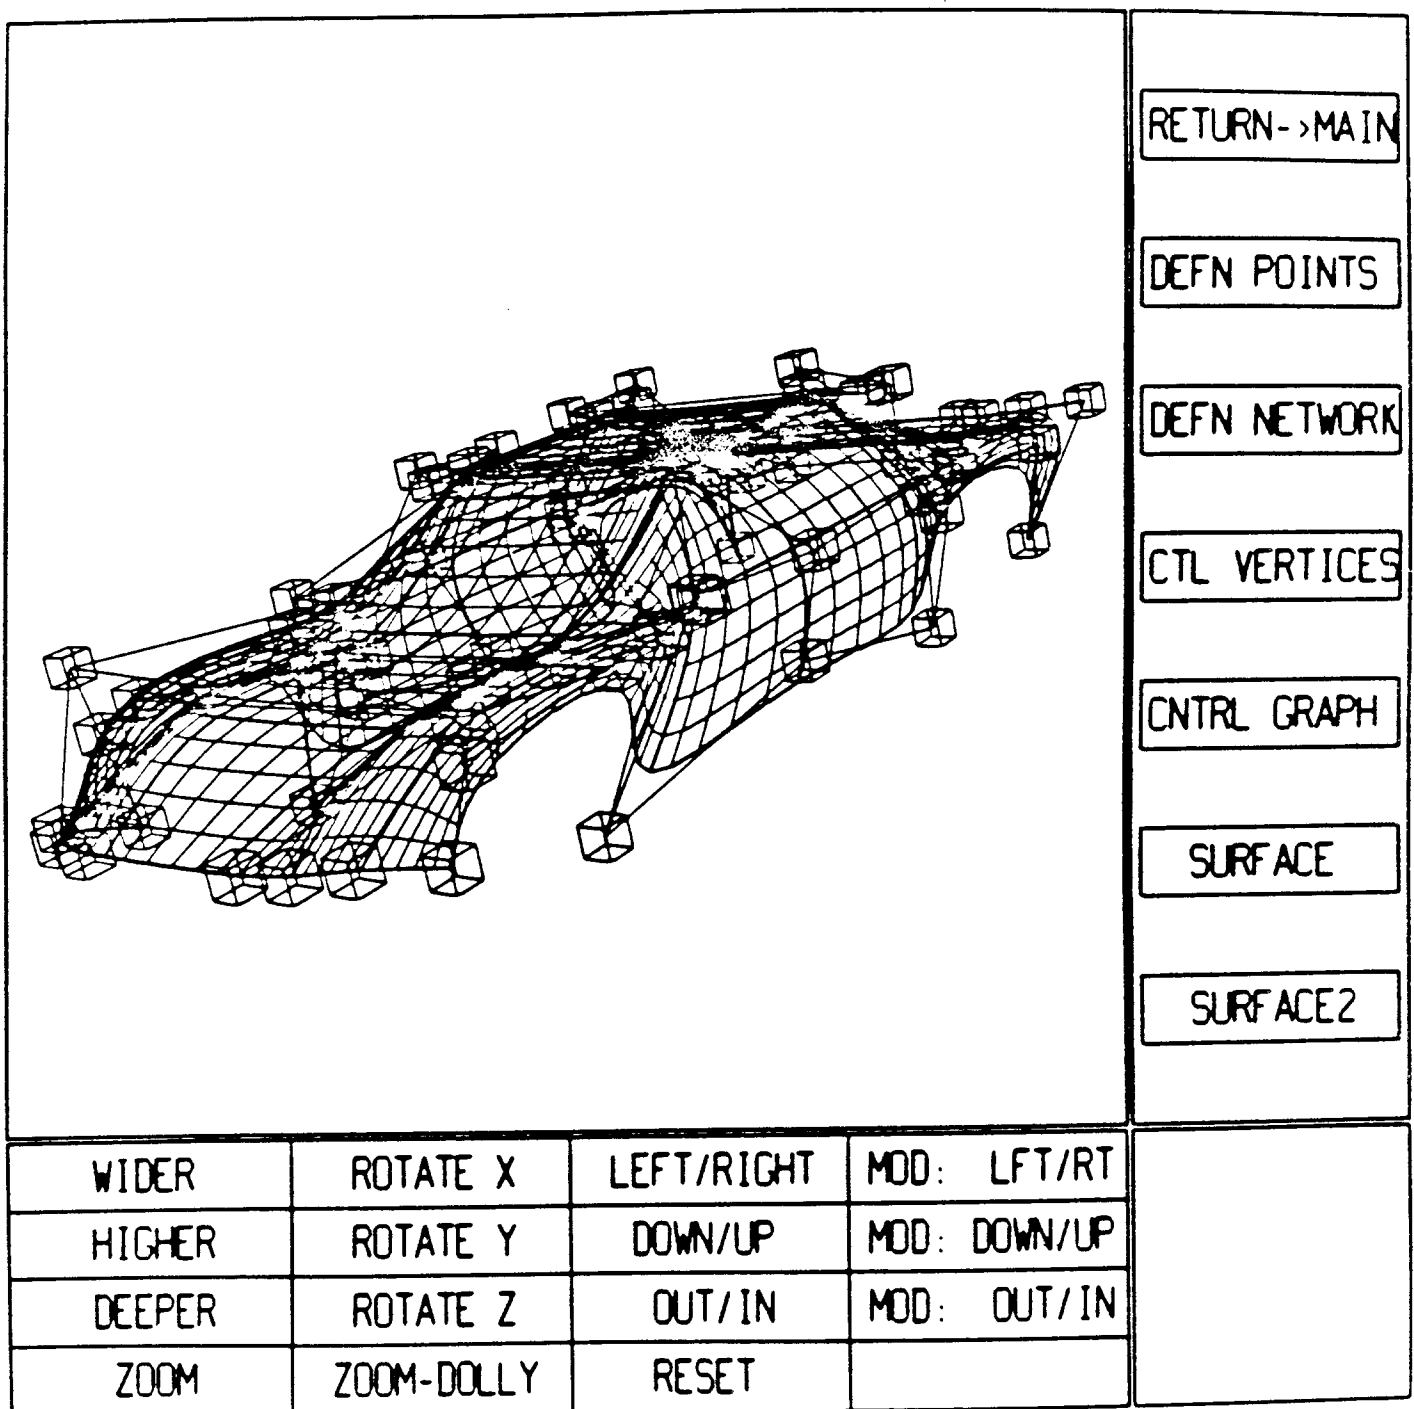 RETURN->MAIN
DEFN POINTS
DEFN NETWORK
CTL VERTICES
CNTRL GRAPH
SURFACE
SURFACE2
WIDER ROTATE X LEFT/RIGHT MOD: LFT/RT
HIGHER ROTATE Y DOWN/UP MOD: DOWN/UP
DEEPER ROTATE Z OUT/IN MOD: OUT/IN
ZOOM ZOOM-DOLLY RESET